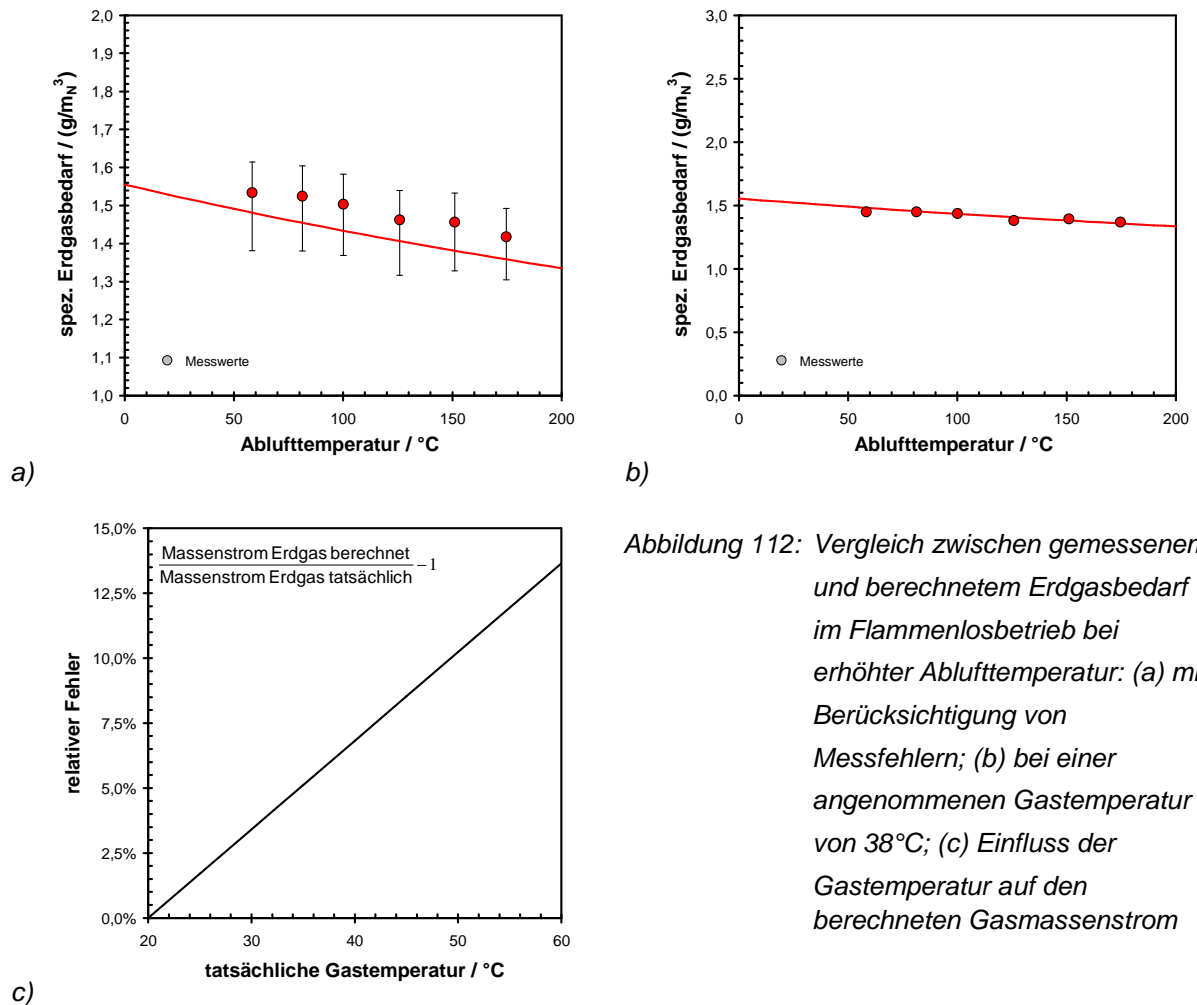 2,0
1,9
1,8
1,7
1,6
1,5
1,4
1,3
1,2
1,1
1,0
spez. Erdgasbedarf / (g/m_N^3)
Messwerte
0 50 100 150 200
Ablufttemperatur / °C
a)
3,0
2,5
2,0
1,5
1,0
0,5
0,0
spez. Erdgasbedarf / (g/m_N^3)
Messwerte
0 50 100 150 200
Ablufttemperatur / °C
b)
15,0%
12,5%
10,0%
7,5%
5,0%
2,5%
0,0%
relativer Fehler
Massenstrom Erdgas berechnet
Massenstrom Erdgas tatsächlich −1
20 30 40 50 60
tatsächliche Gastemperatur / °C
c)
Abbildung 112: Vergleich zwischen gemessenem
und berechnetem Erdgasbedarf
im Flammenlosbetrieb bei
erhöhter Ablufttemperatur: (a)
Berücksichtigung von
Messfehlern; (b) bei einer
angenommenen Gastemperatur
von 38°C; (c) Einfluss der
Gastemperatur auf den
berechneten Gasmassenstrom